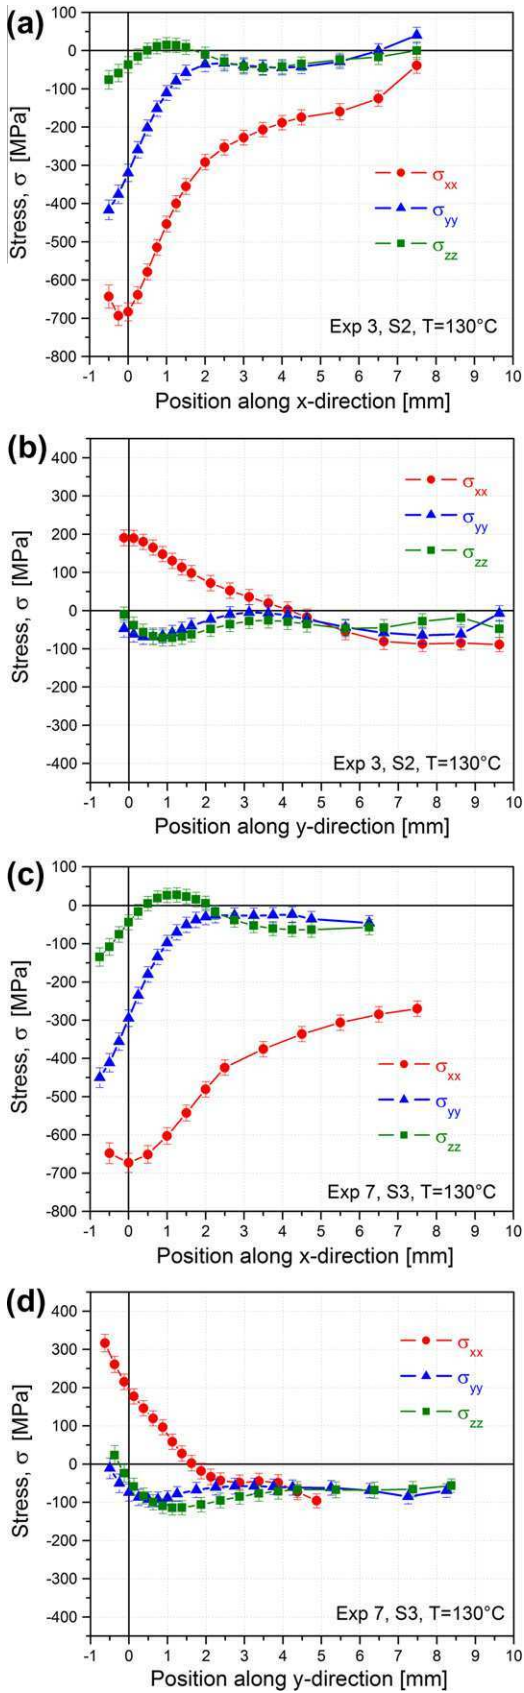 (a)
100
0
-100
-200
-300
-400
-500
-600
-700
-800
Stress, σ [MPa]
σxx
σyy
σzz
Exp 3, S2, T=130°C
-1 0 1 2 3 4 5 6 7 8 9 10
Position along x-direction [mm]
(b)
400
300
200
100
0
-100
-200
-300
-400
Stress, σ [MPa]
σxx
σyy
σzz
Exp 3, S2, T=130°C
-1 0 1 2 3 4 5 6 7 8 9 10
Position along y-direction [mm]
(c)
100
0
-100
-200
-300
-400
-500
-600
-700
-800
Stress, σ [MPa]
σxx
σyy
σzz
Exp 7, S3, T=130°C
-1 0 1 2 3 4 5 6 7 8 9 10
Position along x-direction [mm]
(d)
400
300
200
100
0
-100
-200
-300
-400
Stress, σ [MPa]
σxx
σyy
σzz
Exp 7, S3, T=130°C
-1 0 1 2 3 4 5 6 7 8 9 10
Position along y-direction [mm]